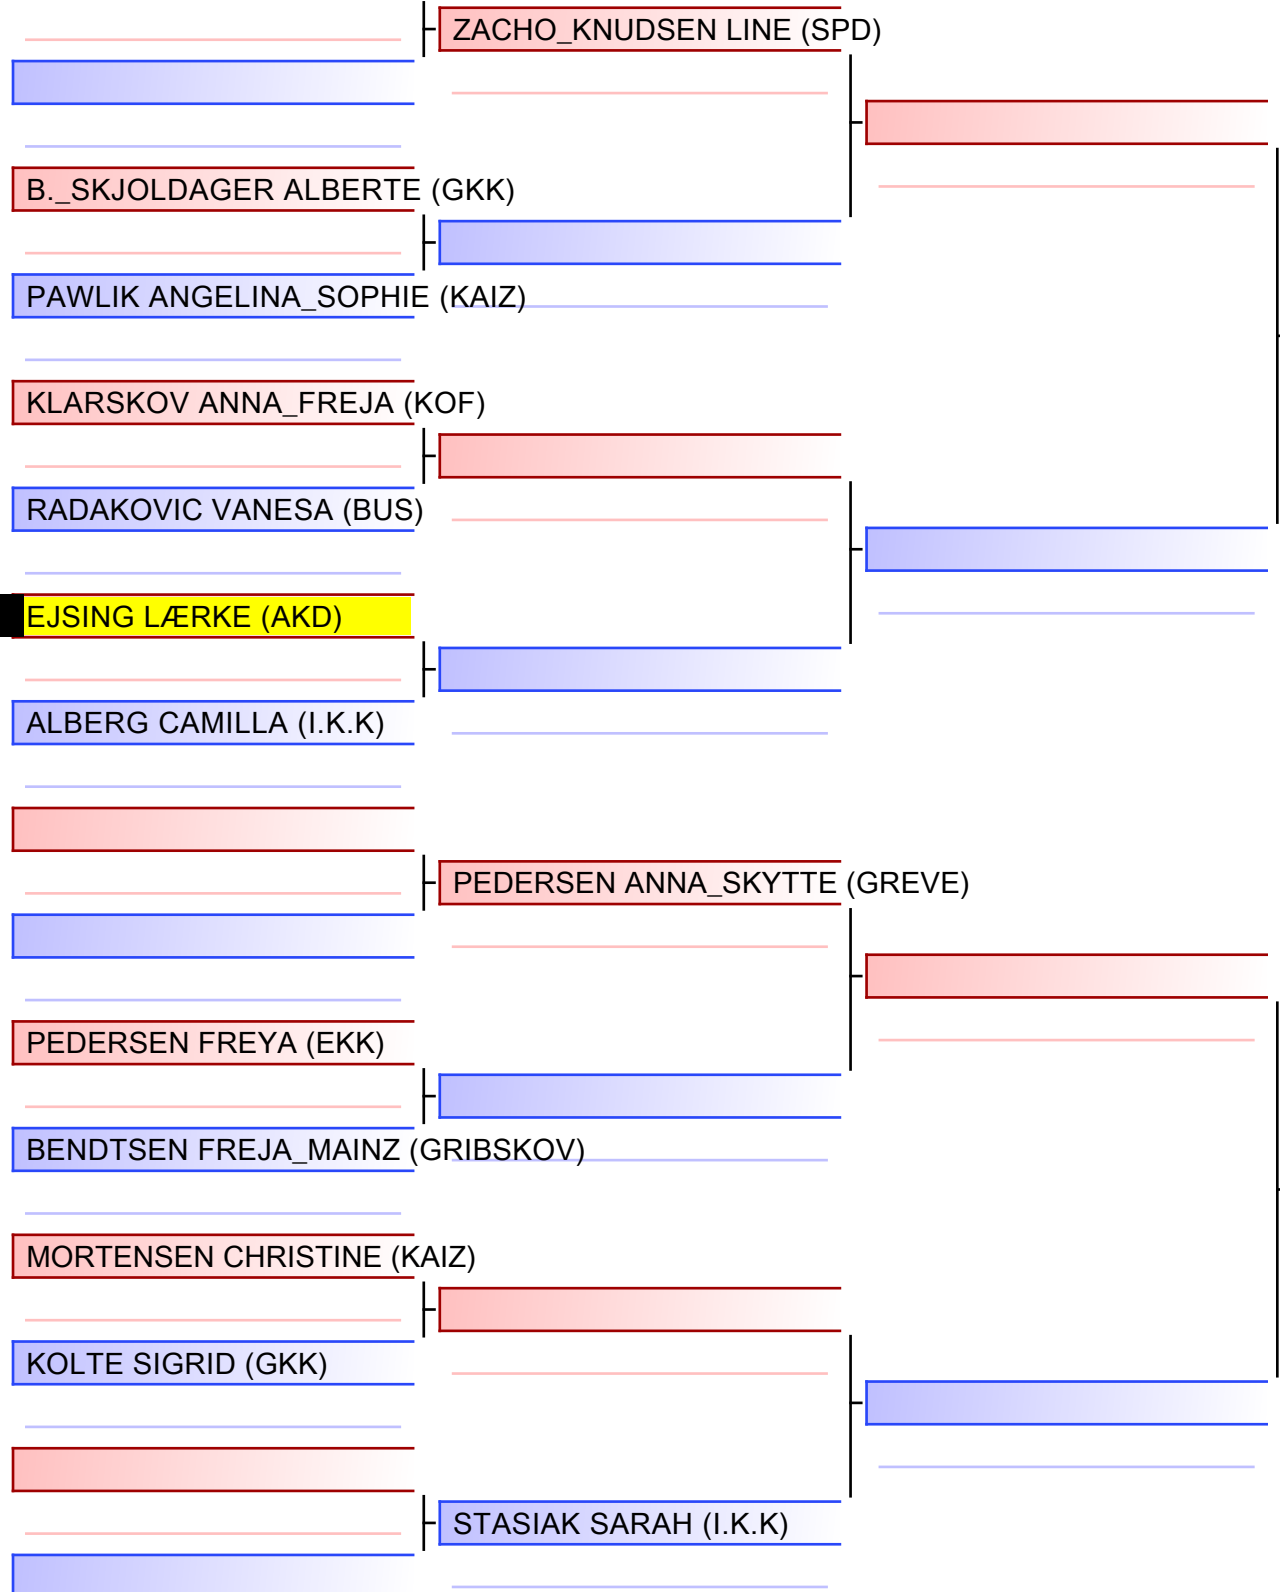 ZACHO_KNUDSEN LINE (SPD)
B._SKJOLDAGER ALBERTE (GKK)
PAWLIK ANGELINA_SOPHIE (KAIZ)
KLARSKOV ANNA_FREJA (KOF)
RADAKOVIC VANESA (BUS)
EJSING LÆRKE (AKD)
ALBERG CAMILLA (I.K.K)
PEDERSEN ANNA_SKYTTE (GREVE)
PEDERSEN FREYA (EKK)
BENDTSEN FREJA_MAINZ (GRIBSKOV)
MORTENSEN CHRISTINE (KAIZ)
KOLTE SIGRID (GKK)
STASIAK SARAH (I.K.K)